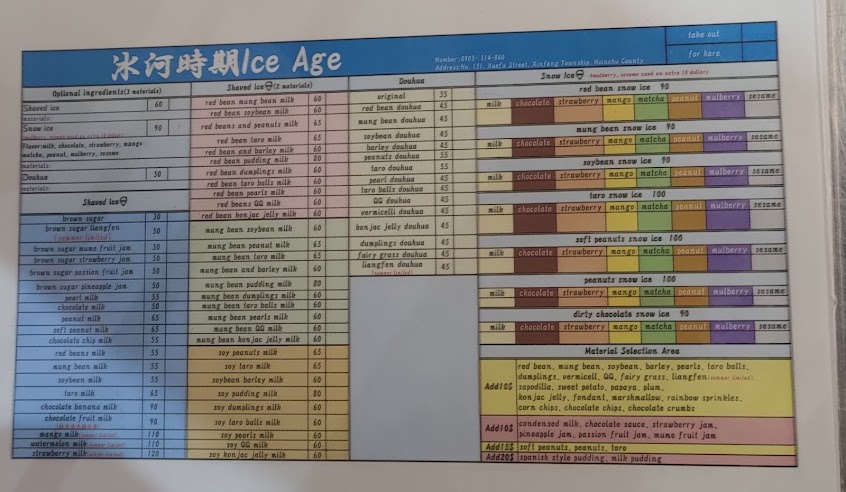 冰河時期Ice Age
Number:0903-514-860
Address:No. 151, Xuefu Street, Xinfeng Township, Hsinchu County
take out
for here
Optional Ingredients(3 materials)
Shaved ice 60
materials:
Snow ice 90
Flavor:milk, chocolate, strawberry, mango
matcha, peanut, mulberry, sesame
materials:
Douhua 50
materials:
Shaved ice
brown sugar 30
brown sugar liangfen 50
(summer limited)
brown sugar mume fruit jam 50
brown sugar strawberry jam 50
brown sugar passion fruit jam 50
brown sugar pineapple jam 50
pearl milk 55
chocolate milk 50
peanut milk 65
soft peanut milk 65
chocolate chip milk 55
red beans milk 55
mung bean milk 55
soybean milk 55
taro milk 65
chocolate banana milk 90
chocolate fruit milk 90
mango milk(summer limited) 110
watermelon milk(summer limited) 110
strawberry milk(winter limited) 120
Shaved ice(2 materials)
red bean mung bean milk 60
red bean soybean milk 60
red beans and peanuts milk 65
red bean taro milk 65
red bean and barley milk 60
red bean pudding milk 80
red bean dumplings milk 60
red bean taro balls milk 60
red bean pearls milk 60
red beans QQ milk 60
red bean konjac jelly milk 60
mung bean soybean milk 60
mung bean peanut milk 65
mung bean taro milk 65
mung bean and barley milk 60
mung bean pudding milk 80
mung bean dumplings milk 60
mung bean taro balls milk 60
mung bean pearls milk 60
mung bean QQ milk 60
mung bean konjac jelly milk 60
soy peanuts milk 65
soy taro milk 65
soybean barley milk 60
soy pudding milk 80
soy dumplings milk 60
soy taro balls milk 60
soy pearls milk 60
soy QQ milk 60
soy konjac jelly milk 60
Douhua
original 35
red bean douhua 45
mung bean douhua 45
soybean douhua 45
barley douhua 45
peanuts douhua 55
taro douhua 55
pearl douhua 45
taro balls douhua 45
QQ douhua 45
vermicelli douhua 45
konjac jelly douhua 45
dumplings douhua 45
fairy grass douhua 45
liangfen douhua 45
(summer limited)
Snow ice mulberry, sesame need an extra 10 dollars
red bean snow ice 90
milk chocolate strawberry mango matcha peanut mulberry sesame
mung bean snow ice 90
milk chocolate strawberry mango matcha peanut mulberry sesame
soybean snow ice 90
milk chocolate strawberry mango matcha peanut mulberry sesame
taro snow ice 100
milk chocolate strawberry mango matcha peanut mulberry sesame
soft peanuts snow ice 100
milk chocolate strawberry mango matcha peanut mulberry sesame
peanuts snow ice 100
milk chocolate strawberry mango matcha peanut mulberry sesame
dirty chocolate snow ice 90
milk chocolate strawberry mango matcha peanut mulberry sesame
Material Selection Area
Add10$ red bean, mung bean, soybean, barley, pearls, taro balls,
dumplings, vermicell, QQ, fairy grass, liangfen(summer limited),
sapodilla, sweet potato, papaya, plum,
konjac jelly, fondant, marshmallow, rainbow sprinkles,
corn chips, chocolate chips, chocolate crumbs
Add10$ condensed milk, chocolate sauce, strawberry jam,
pineapple jam, passion fruit jam, mume fruit jam
Add15$ soft peanuts, peanuts, taro
Add20$ spanish style pudding, milk pudding